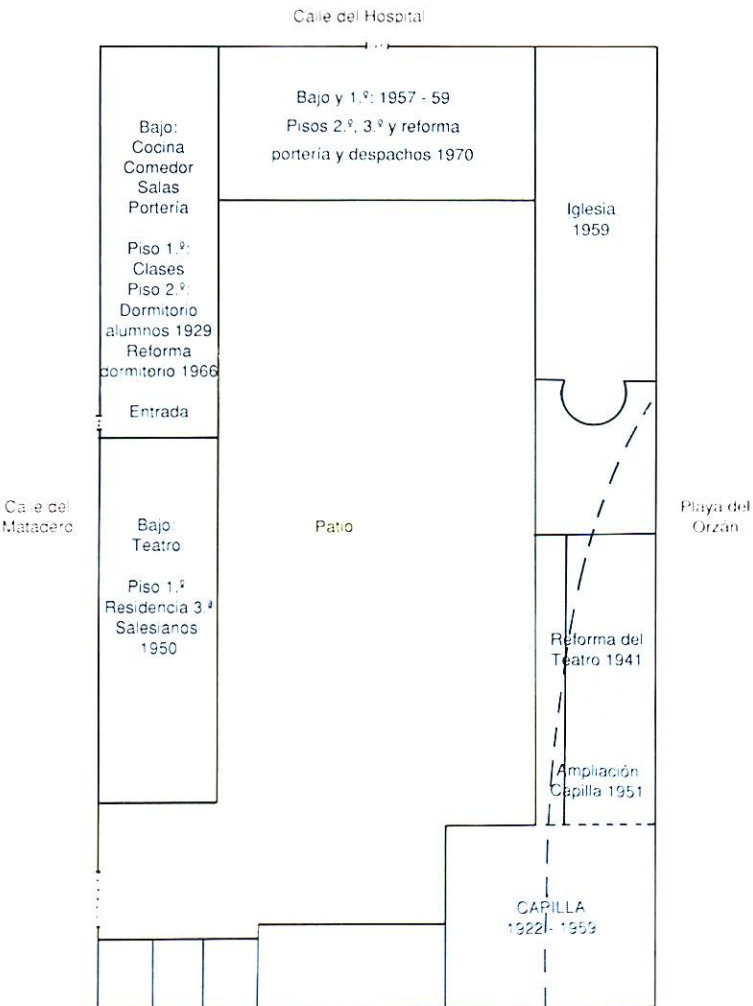 Calle del Hospital
Bajo:
Cocina
Comedor
Salas
Portería
Piso 1.º:
Clases
Piso 2.º:
Dormitorio
alumnos 1929
Reforma
dormitorio 1966
Entrada
Bajo y 1.º: 1957 - 59
Pisos 2.º, 3.º y reforma
portería y despachos 1970
Iglesia
1959
Calle del
Matadero
Bajo:
Teatro
Piso 1.º
Residencia 3.ª
Salesianos
1950
Patio
Playa del
Orzán
Reforma del
Teatro 1941
Ampliación
Capilla 1951
CAPILLA
1922 - 1959